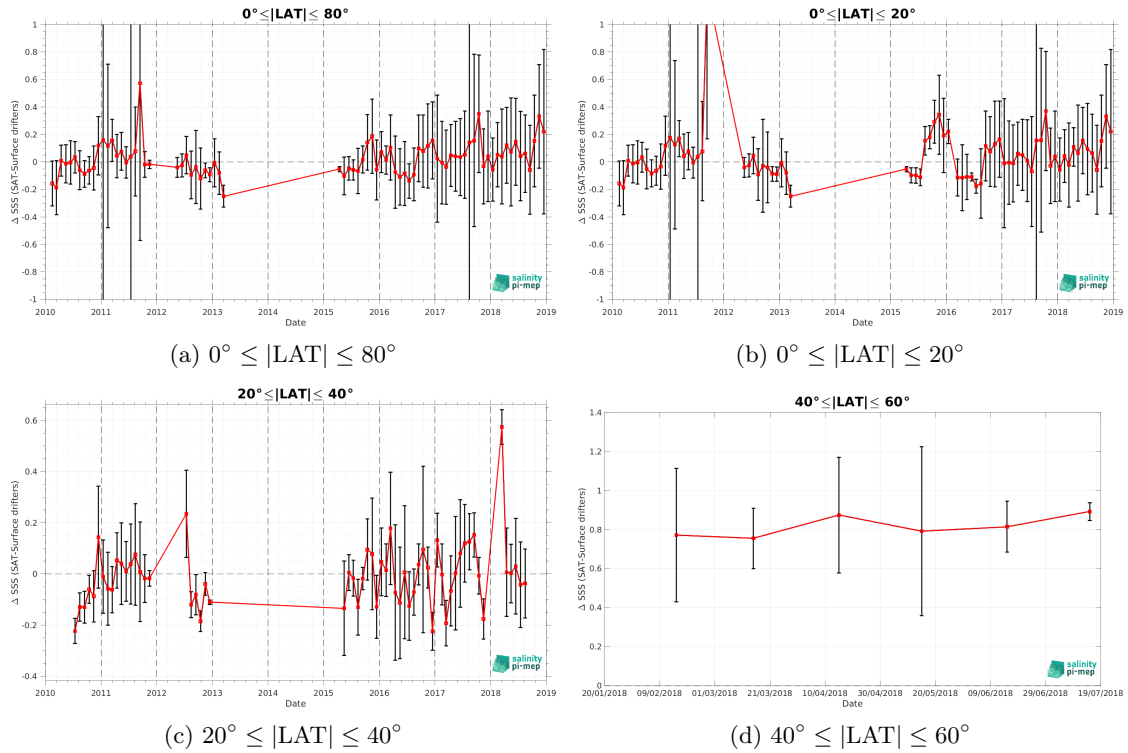 0°≤|LAT|≤ 80°
Δ SSS (SAT-Surface drifters)
1
0.8
0.6
0.4
0.2
0
-0.2
-0.4
-0.6
-0.8
-1
2010 2011 2012 2013 2014 2015 2016 2017 2018 2019
Date
salinity
pi-mep
(a) 0° ≤ |LAT| ≤ 80°
0°≤|LAT|≤ 20°
Δ SSS (SAT-Surface drifters)
1
0.8
0.6
0.4
0.2
0
-0.2
-0.4
-0.6
-0.8
-1
2010 2011 2012 2013 2014 2015 2016 2017 2018 2019
Date
salinity
pi-mep
(b) 0° ≤ |LAT| ≤ 20°
20°≤|LAT|≤ 40°
Δ SSS (SAT-Surface drifters)
0.6
0.4
0.2
0
-0.2
-0.4
2010 2011 2012 2013 2014 2015 2016 2017 2018 2019
Date
salinity
pi-mep
(c) 20° ≤ |LAT| ≤ 40°
40°≤|LAT|≤ 60°
Δ SSS (SAT-Surface drifters)
1.4
1.2
1
0.8
0.6
0.4
0.2
0
20/01/2018 09/02/2018 01/03/2018 21/03/2018 10/04/2018 30/04/2018 20/05/2018 09/06/2018 29/06/2018 19/07/2018
Date
salinity
pi-mep
(d) 40° ≤ |LAT| ≤ 60°